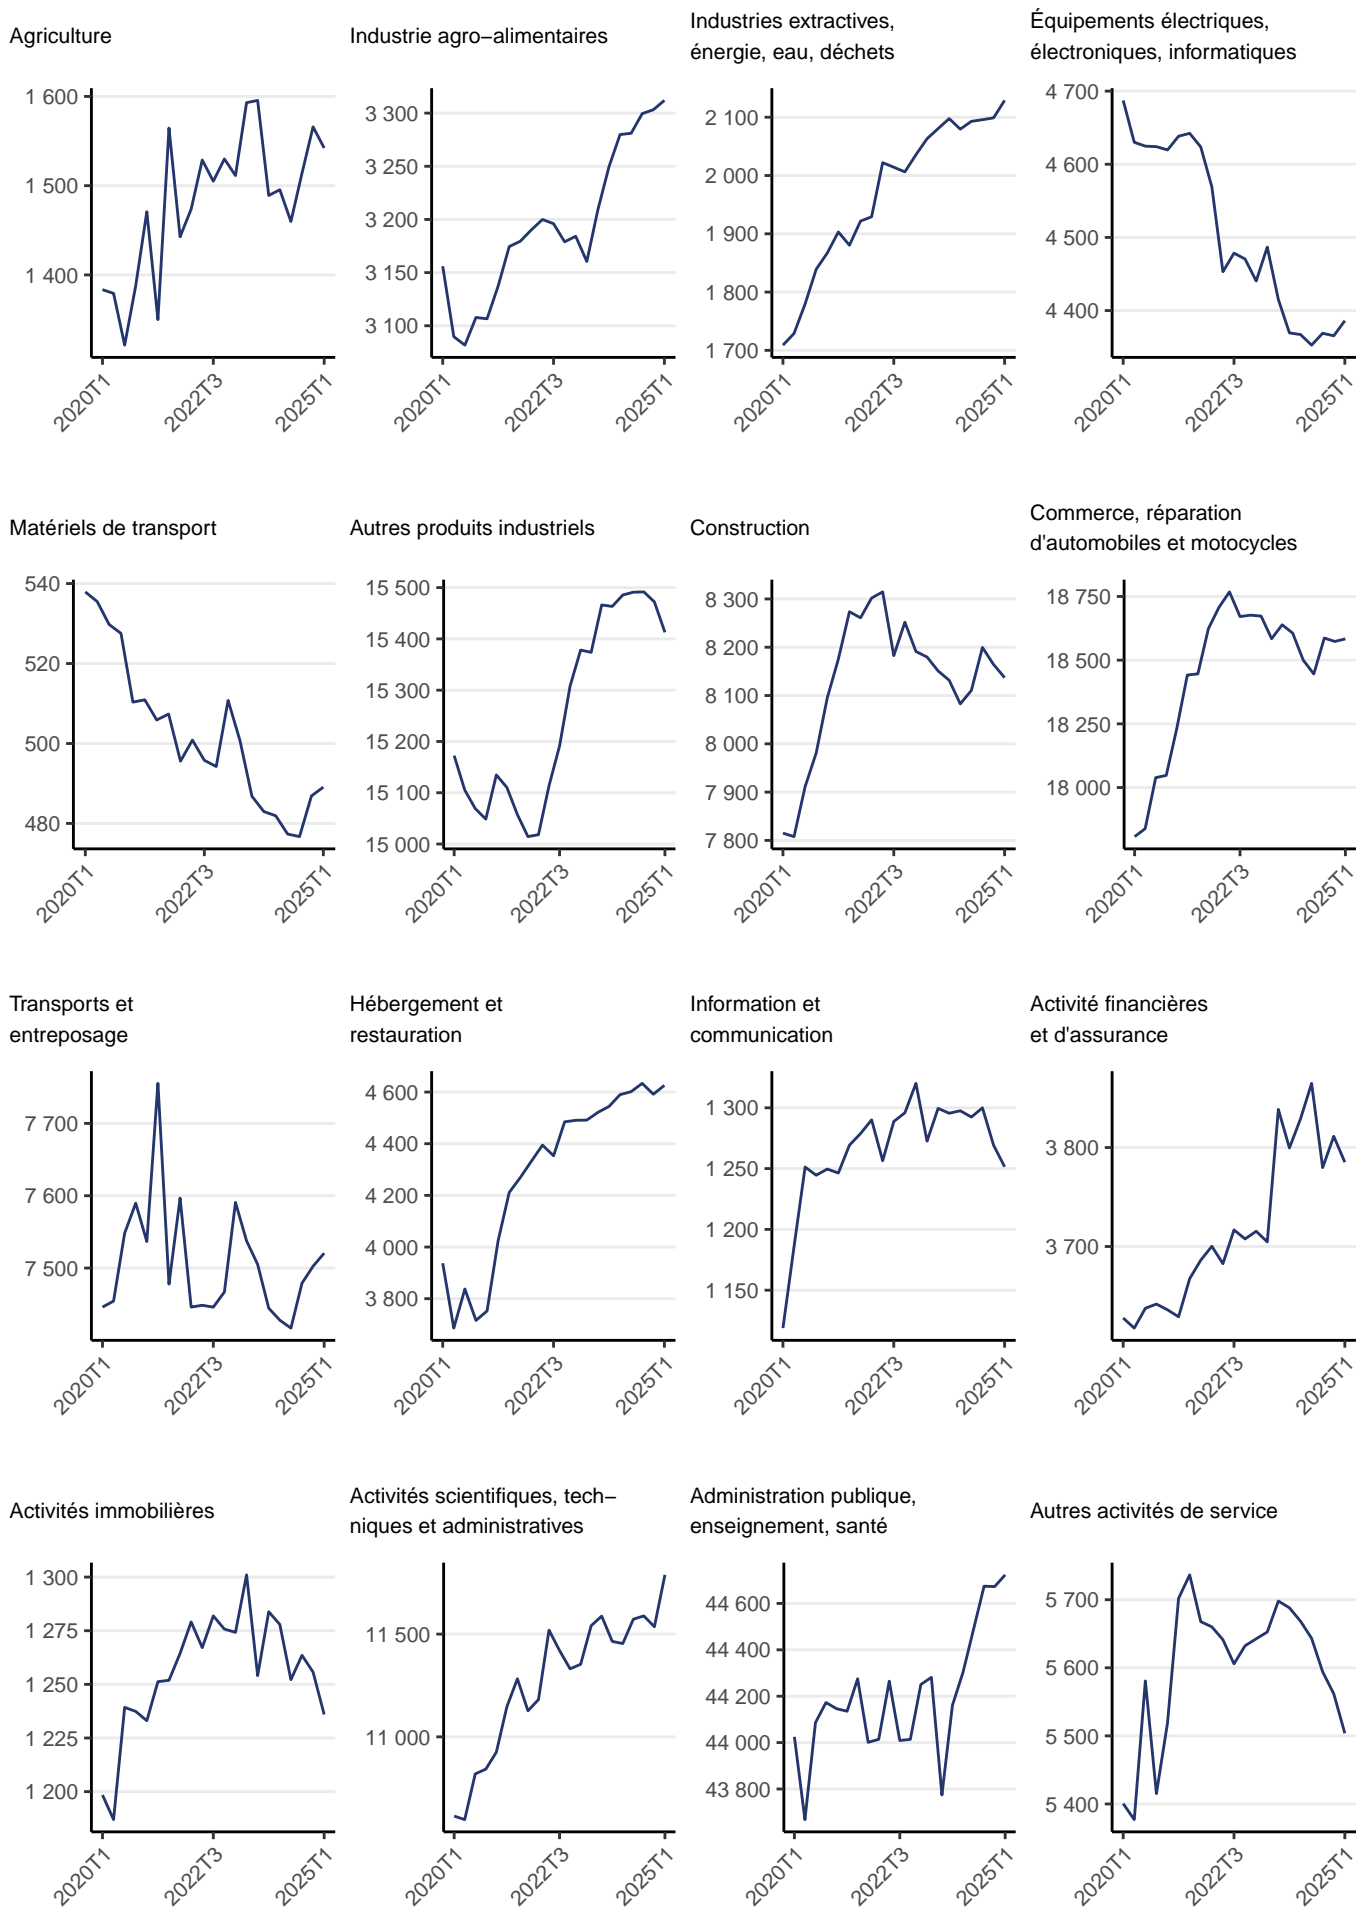 Agriculture
1 600
1 500
1 400
2020T1
2022T3
2025T1
Industrie agro−alimentaires
3 300
3 250
3 200
3 150
3 100
2020T1
2022T3
2025T1
Industries extractives,
énergie, eau, déchets
2 100
2 000
1 900
1 800
1 700
2020T1
2022T3
2025T1
Équipements électriques,
électroniques, informatiques
4 700
4 600
4 500
4 400
2020T1
2022T3
2025T1
Matériels de transport
540
520
500
480
2020T1
2022T3
2025T1
Autres produits industriels
15 500
15 400
15 300
15 200
15 100
15 000
2020T1
2022T3
2025T1
Construction
8 300
8 200
8 100
8 000
7 900
7 800
2020T1
2022T3
2025T1
Commerce, réparation
d'automobiles et motocycles
18 750
18 500
18 250
18 000
2020T1
2022T3
2025T1
Transports et
entreposage
7 700
7 600
7 500
2020T1
2022T3
2025T1
Hébergement et
restauration
4 600
4 400
4 200
4 000
3 800
2020T1
2022T3
2025T1
Information et
communication
1 300
1 250
1 200
1 150
2020T1
2022T3
2025T1
Activité financières
et d'assurance
3 800
3 700
2020T1
2022T3
2025T1
Activités immobilières
1 300
1 275
1 250
1 225
1 200
2020T1
2022T3
2025T1
Activités scientifiques, tech−
niques et administratives
11 500
11 000
2020T1
2022T3
2025T1
Administration publique,
enseignement, santé
44 600
44 400
44 200
44 000
43 800
2020T1
2022T3
2025T1
Autres activités de service
5 700
5 600
5 500
5 400
2020T1
2022T3
2025T1